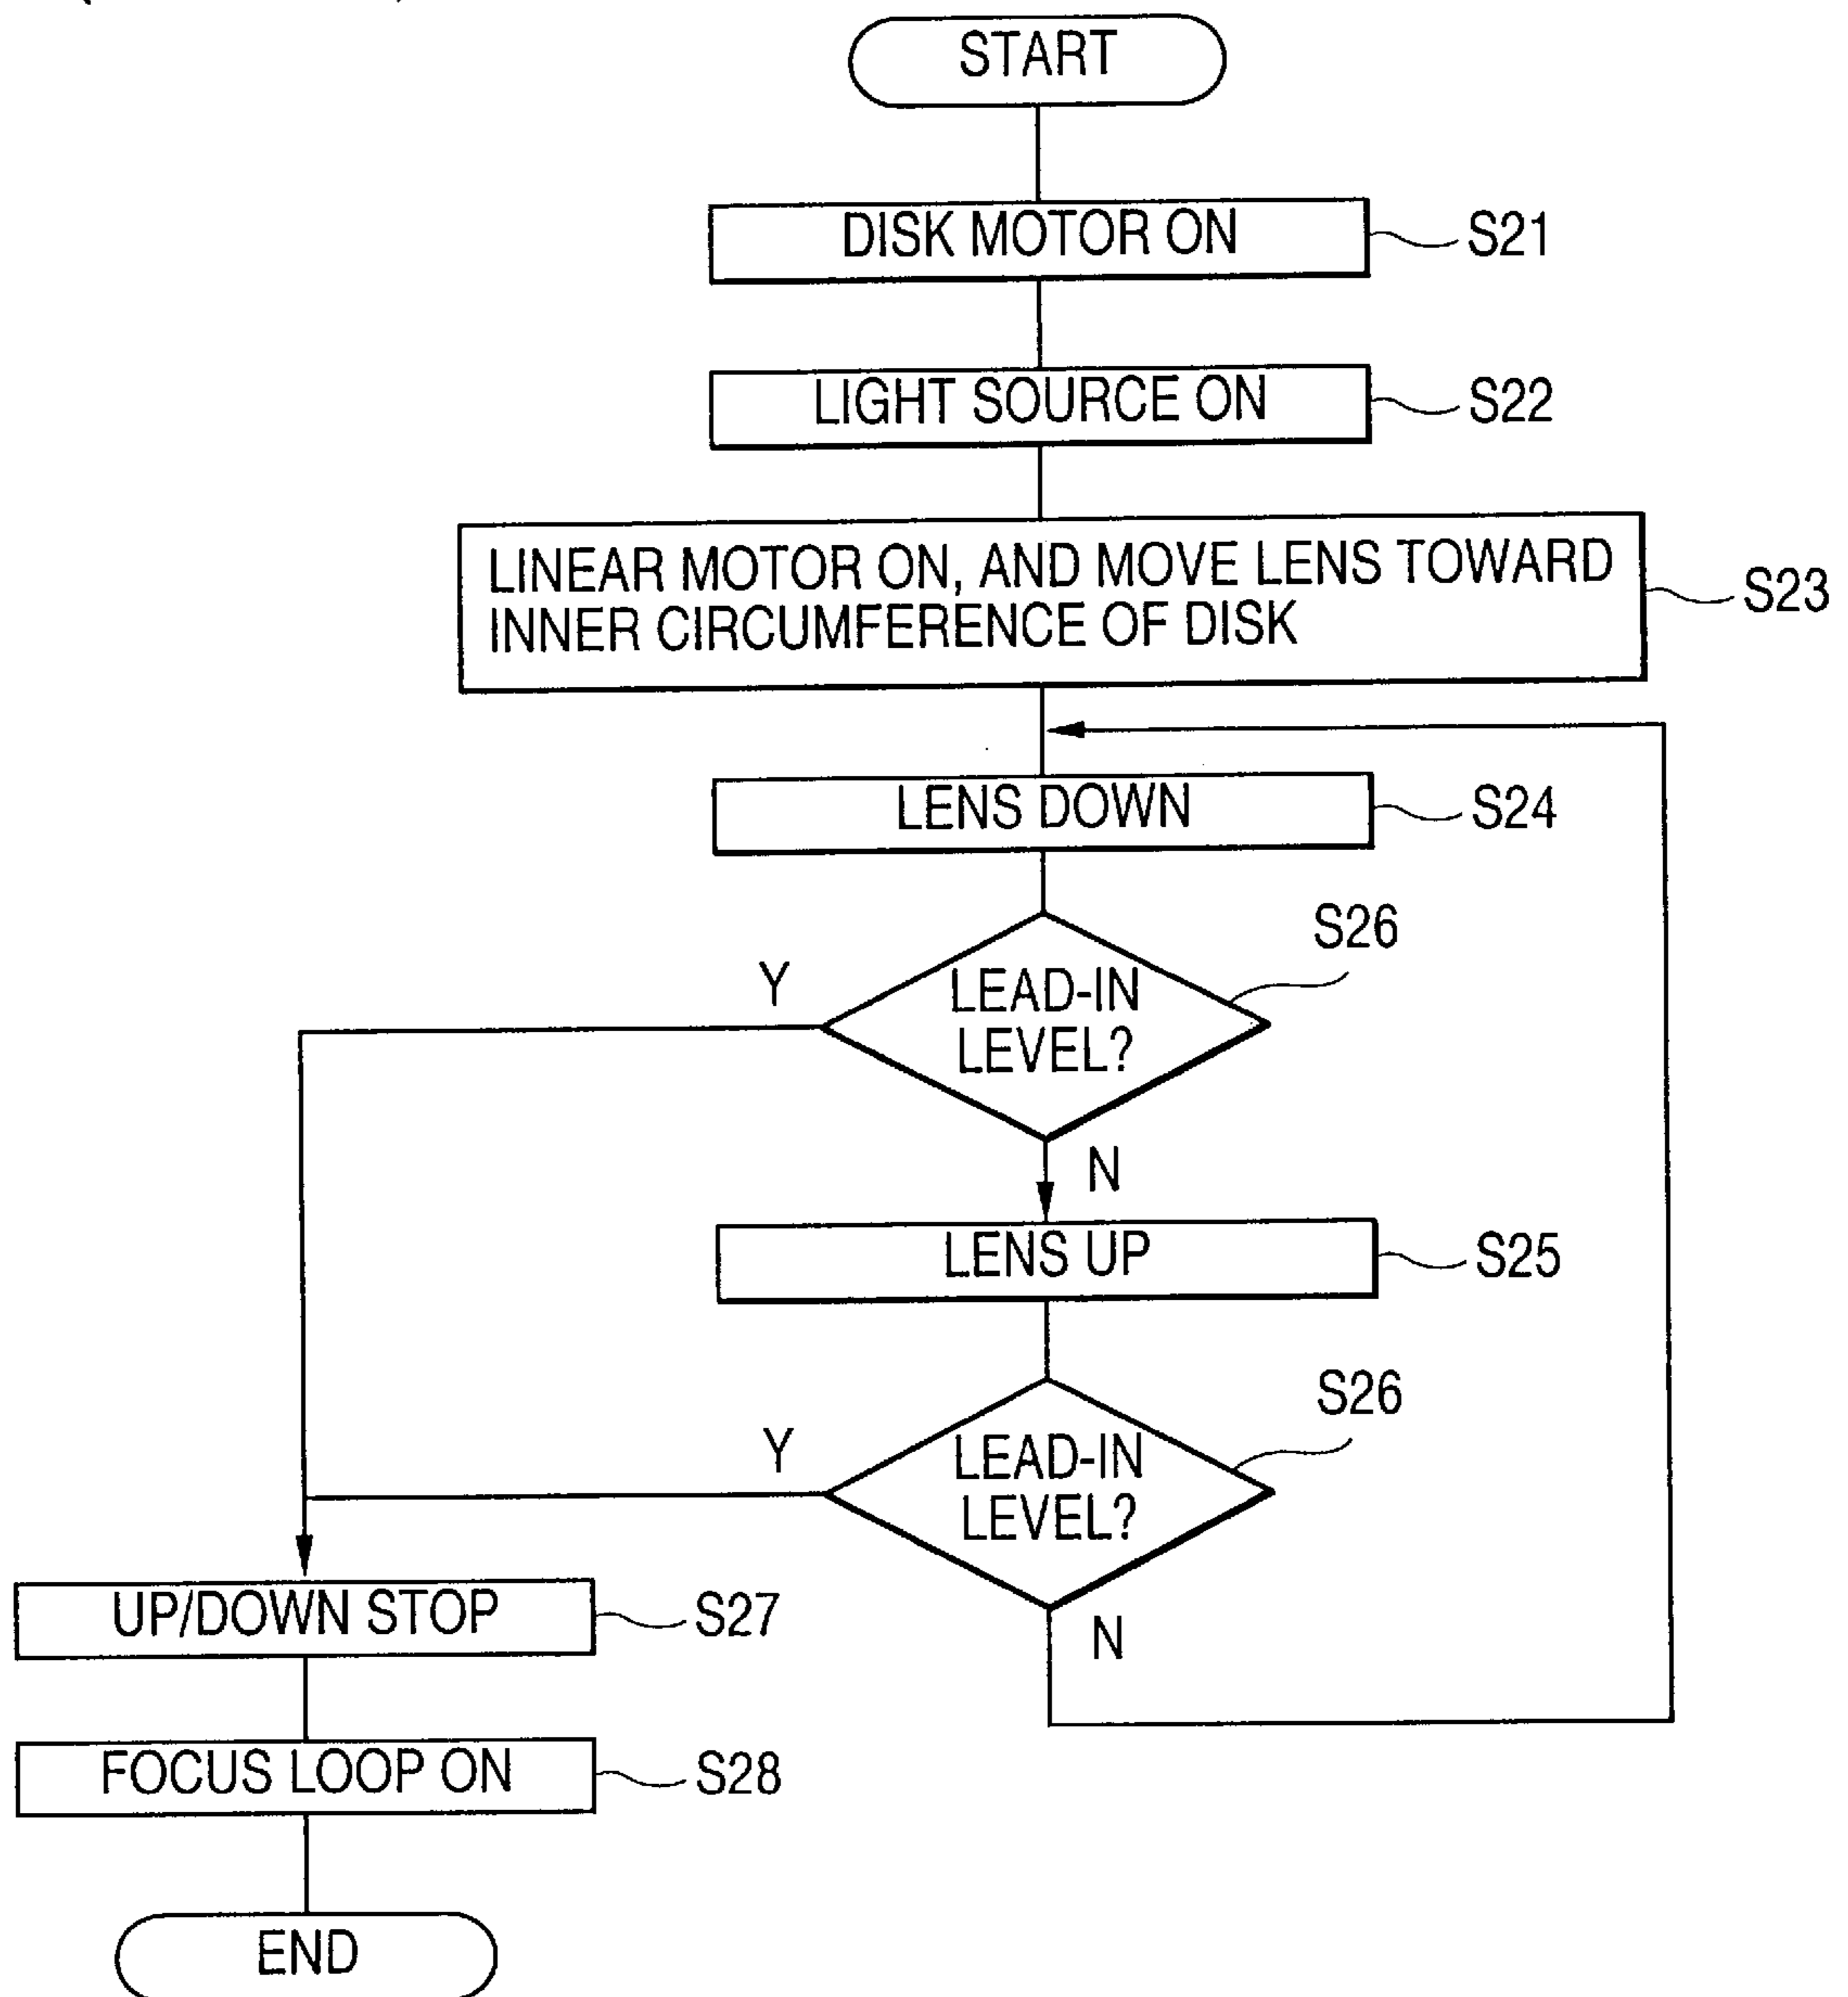 START
DISK MOTOR ON
S21
LIGHT SOURCE ON
S22
LINEAR MOTOR ON, AND MOVE LENS TOWARD
INNER CIRCUMFERENCE OF DISK
S23
LENS DOWN
S24
S26
Y
LEAD-IN
LEVEL?
N
LENS UP
S25
S26
Y
LEAD-IN
LEVEL?
N
UP/DOWN STOP
S27
FOCUS LOOP ON
S28
END